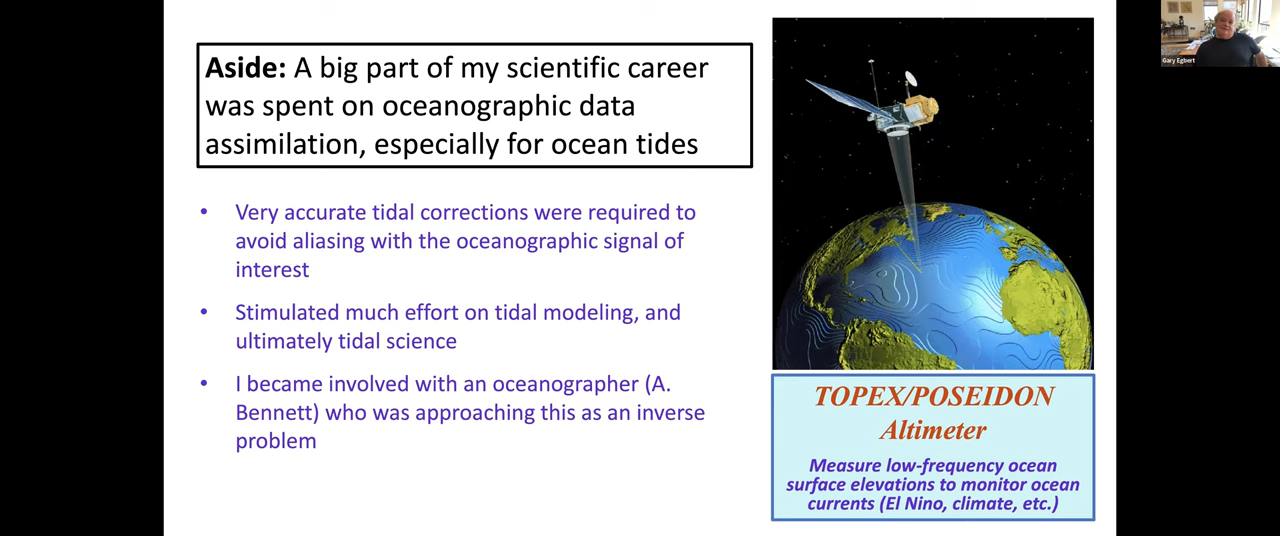 Aside: A big part of my scientific career
was spent on oceanographic data
assimilation, especially for ocean tides
• Very accurate tidal corrections were required to
avoid aliasing with the oceanographic signal of
interest
• Stimulated much effort on tidal modeling, and
ultimately tidal science
• I became involved with an oceanographer (A.
Bennett) who was approaching this as an inverse
problem
TOPEX/POSEIDON
Altimeter
Measure low-frequency ocean
surface elevations to monitor ocean
currents (El Nino, climate, etc.)
Gary Egbert